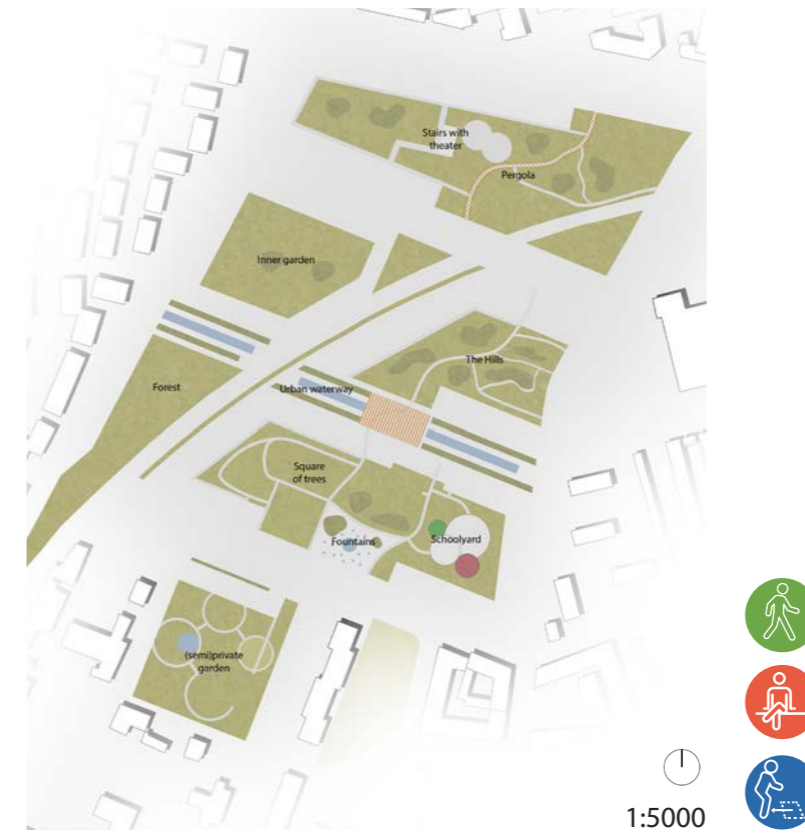 Stairs with
theater
Pergola
Inner garden
The Hills
Forest
Urban waterway
Square
of trees
Fountains
Schoolyard
(semi)private
garden
1:5000